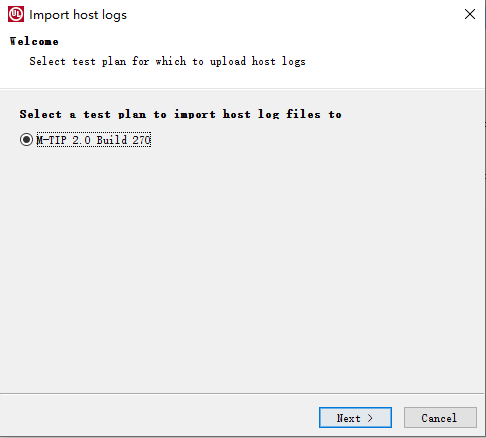 Import host logs
Welcome
Select test plan for which to upload host logs
Select a test plan to import host log files to
M-TIP 2.0 Build 270
Next >
Cancel